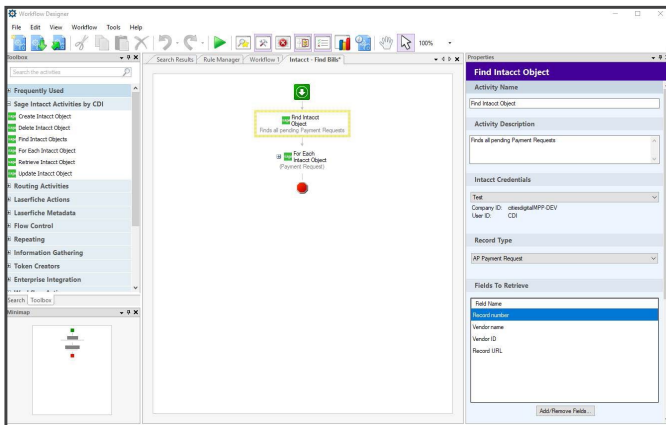 Workflow Designer
File Edit View Workflow Tools Help
100%
Toolbox
Search the activities
Frequently Used
Sage Intacct Activities by CDI
Create Intacct Object
Delete Intacct Object
Find Intacct Objects
For Each Intacct Object
Retrieve Intacct Object
Update Intacct Object
Routing Activities
Laserfiche Actions
Laserfiche Metadata
Flow Control
Repeating
Information Gathering
Token Creators
Enterprise Integration
Search Toolbox
Minimap
Search Results Rule Manager Workflow 1 Intacct - Find Bills*
Find Intacct
Object
Finds all pending Payment Requests
For Each
Intacct Object
(Payment Request)
Properties
Find Intacct Object
Activity Name
Find Intacct Object
Activity Description
Finds all pending Payment Requests
Intacct Credentials
Test
Company ID: citiesdigitalMPP-DEV
User ID: CDI
Record Type
AP Payment Request
Fields To Retrieve
Field Name
Record number
Vendor name
Vendor ID
Record URL
Add/Remove Fields...